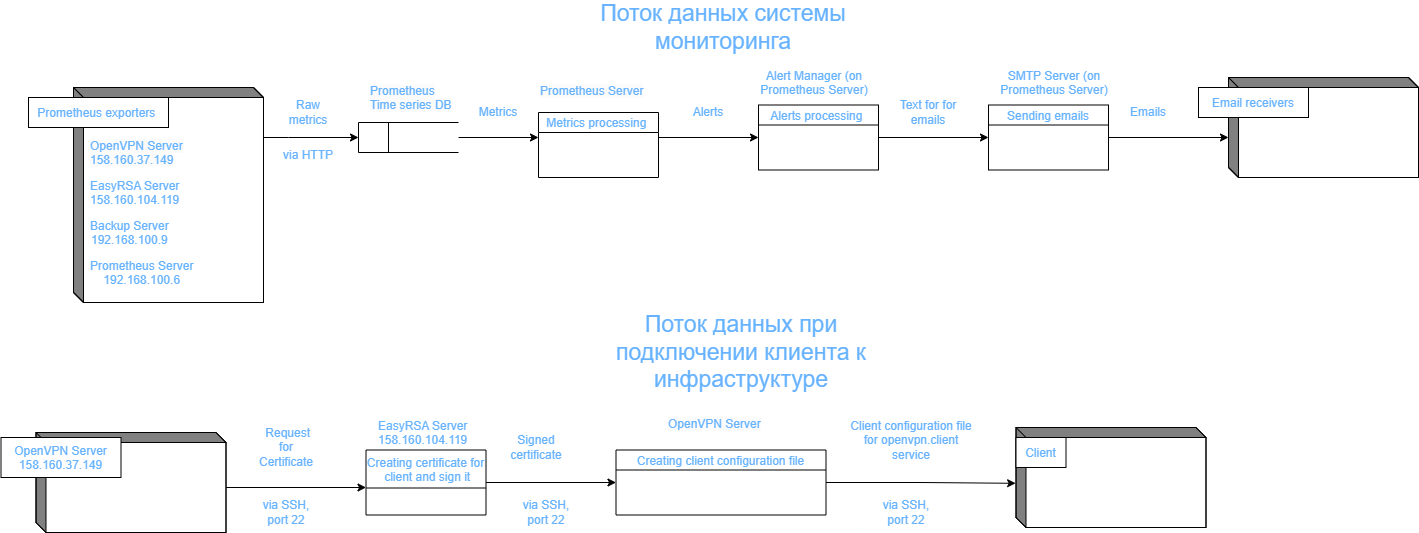 Поток данных системы
мониторинга
Prometheus exporters
OpenVPN Server
158.160.37.149
EasyRSA Server
158.160.104.119
Backup Server
192.168.100.9
Prometheus Server
192.168.100.6
Raw
metrics
via HTTP
Prometheus
Time series DB
Metrics
Prometheus Server
Metrics processing
Alerts
Alert Manager (on
Prometheus Server)
Alerts processing
Text for for
emails
SMTP Server (on
Prometheus Server)
Sending emails
Emails
Email receivers
Поток данных при
подключении клиента к
инфраструктуре
OpenVPN Server
158.160.37.149
Request
for
Certificate
via SSH,
port 22
EasyRSA Server
158.160.104.119
Creating certificate for
client and sign it
Signed
certificate
via SSH,
port 22
OpenVPN Server
Creating client configuration file
Client configuration file
for openvpn.client
service
via SSH,
port 22
Client